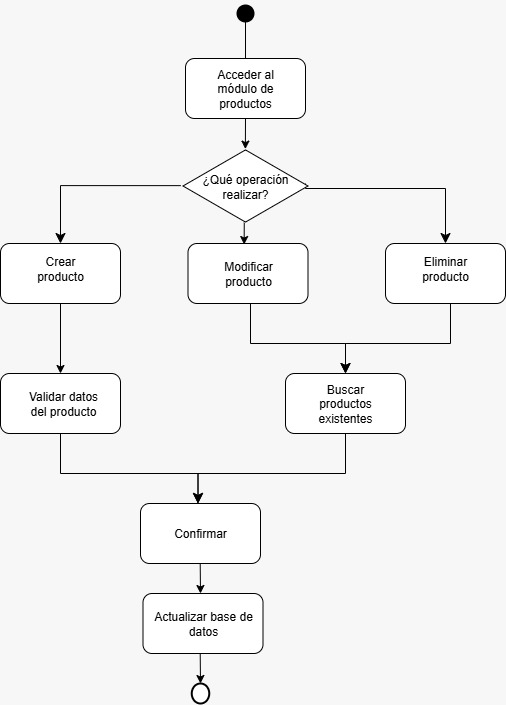 Acceder al
módulo de
productos
¿Qué operación
realizar?
Crear
producto
Modificar
producto
Eliminar
producto
Validar datos
del producto
Buscar
productos
existentes
Confirmar
Actualizar base de
datos